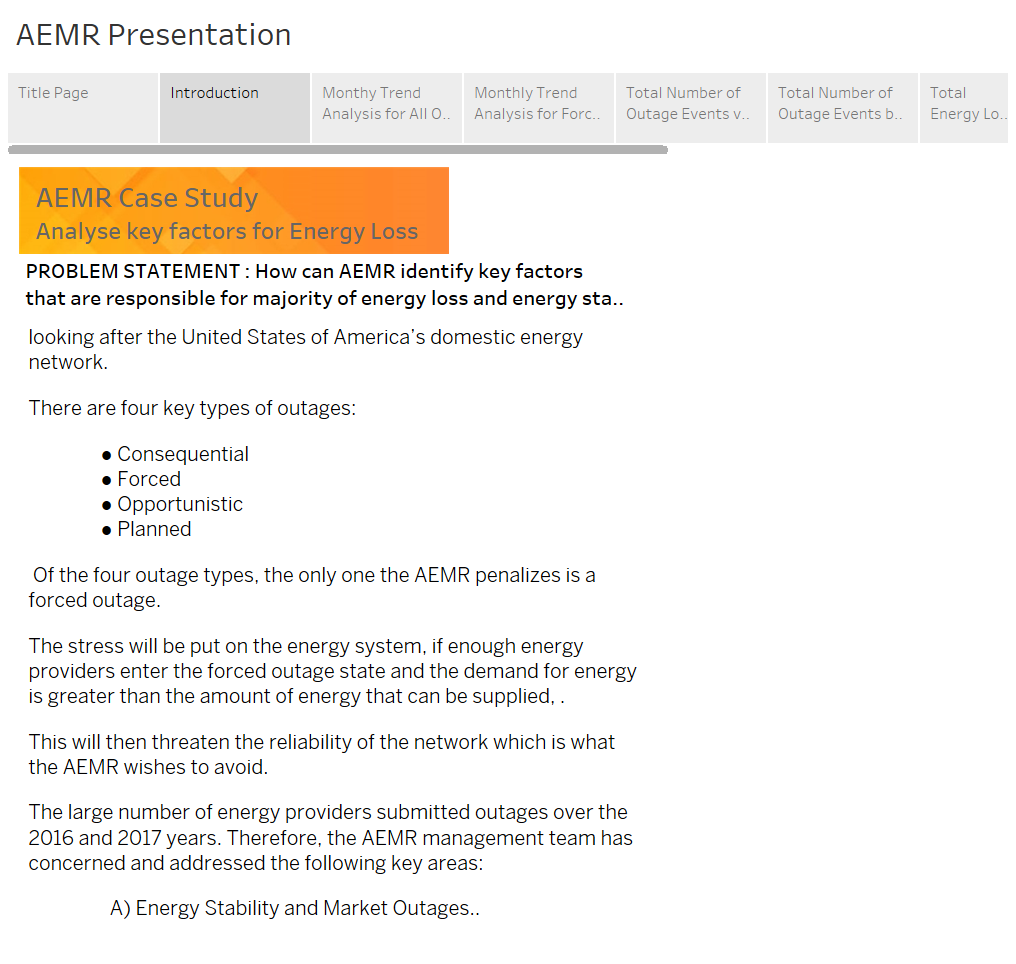 AEMR Presentation
Title Page
Introduction
Monthy Trend
Analysis for All O..
Monthly Trend
Analysis for Forc..
Total Number of
Outage Events v..
Total Number of
Outage Events b..
Total
Energy Lo..
AEMR Case Study
Analyse key factors for Energy Loss
PROBLEM STATEMENT : How can AEMR identify key factors
that are responsible for majority of energy loss and energy sta..
looking after the United States of America’s domestic energy
network.
There are four key types of outages:
● Consequential
● Forced
● Opportunistic
● Planned
Of the four outage types, the only one the AEMR penalizes is a
forced outage.
The stress will be put on the energy system, if enough energy
providers enter the forced outage state and the demand for energy
is greater than the amount of energy that can be supplied, .
This will then threaten the reliability of the network which is what
the AEMR wishes to avoid.
The large number of energy providers submitted outages over the
2016 and 2017 years. Therefore, the AEMR management team has
concerned and addressed the following key areas:
A) Energy Stability and Market Outages..